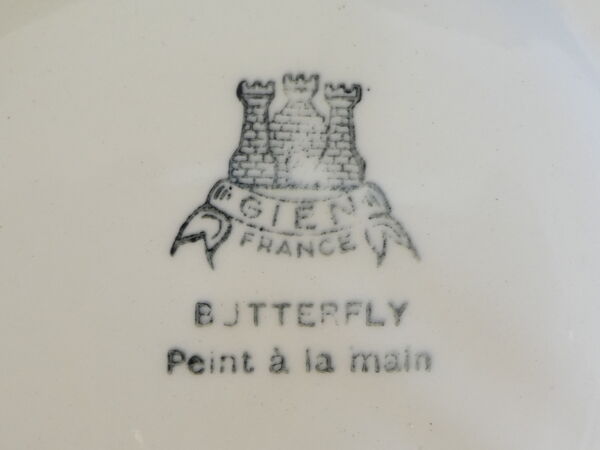 GIEN
FRANCE
BUTTERFLY
Peint à la main